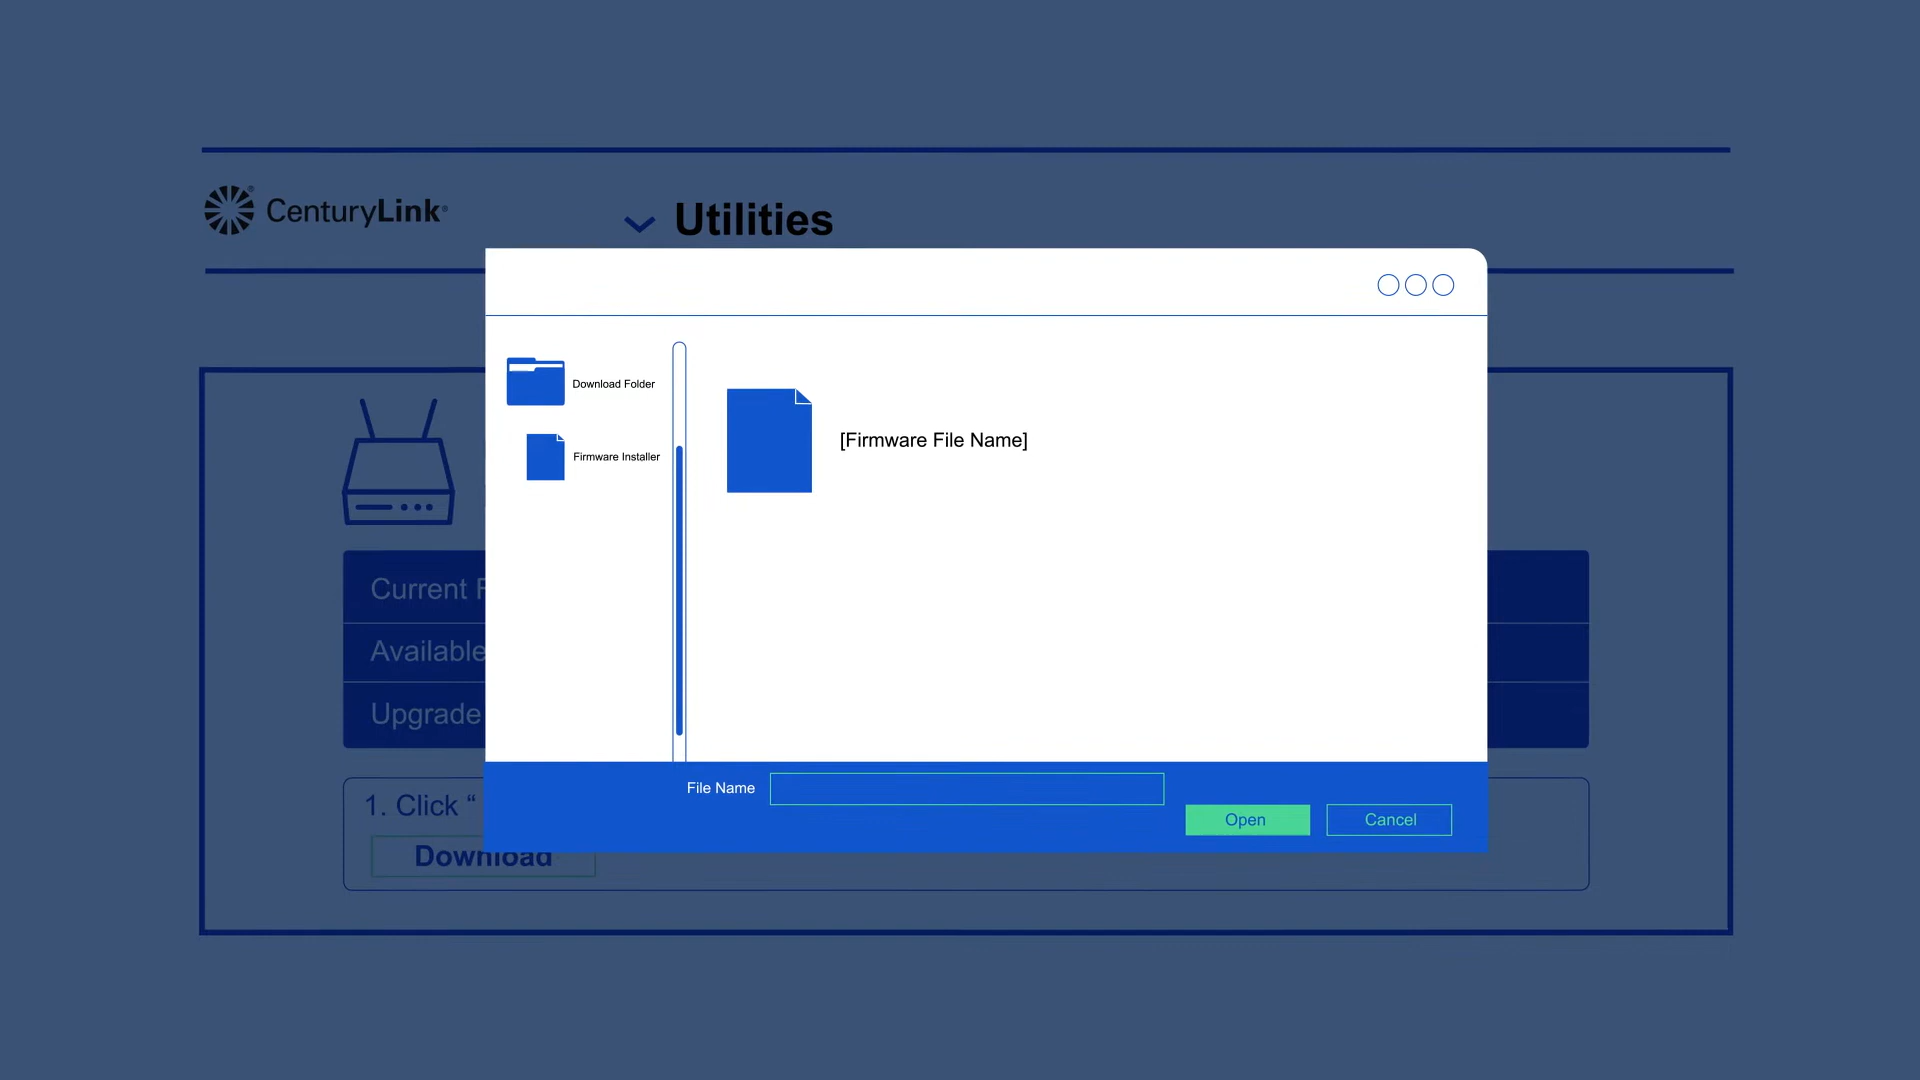 CenturyLink®
Utilities
Download Folder
Firmware Installer
[Firmware File Name]
Current
Available
Upgrade
File Name
1. Click “
Open
Cancel
Download